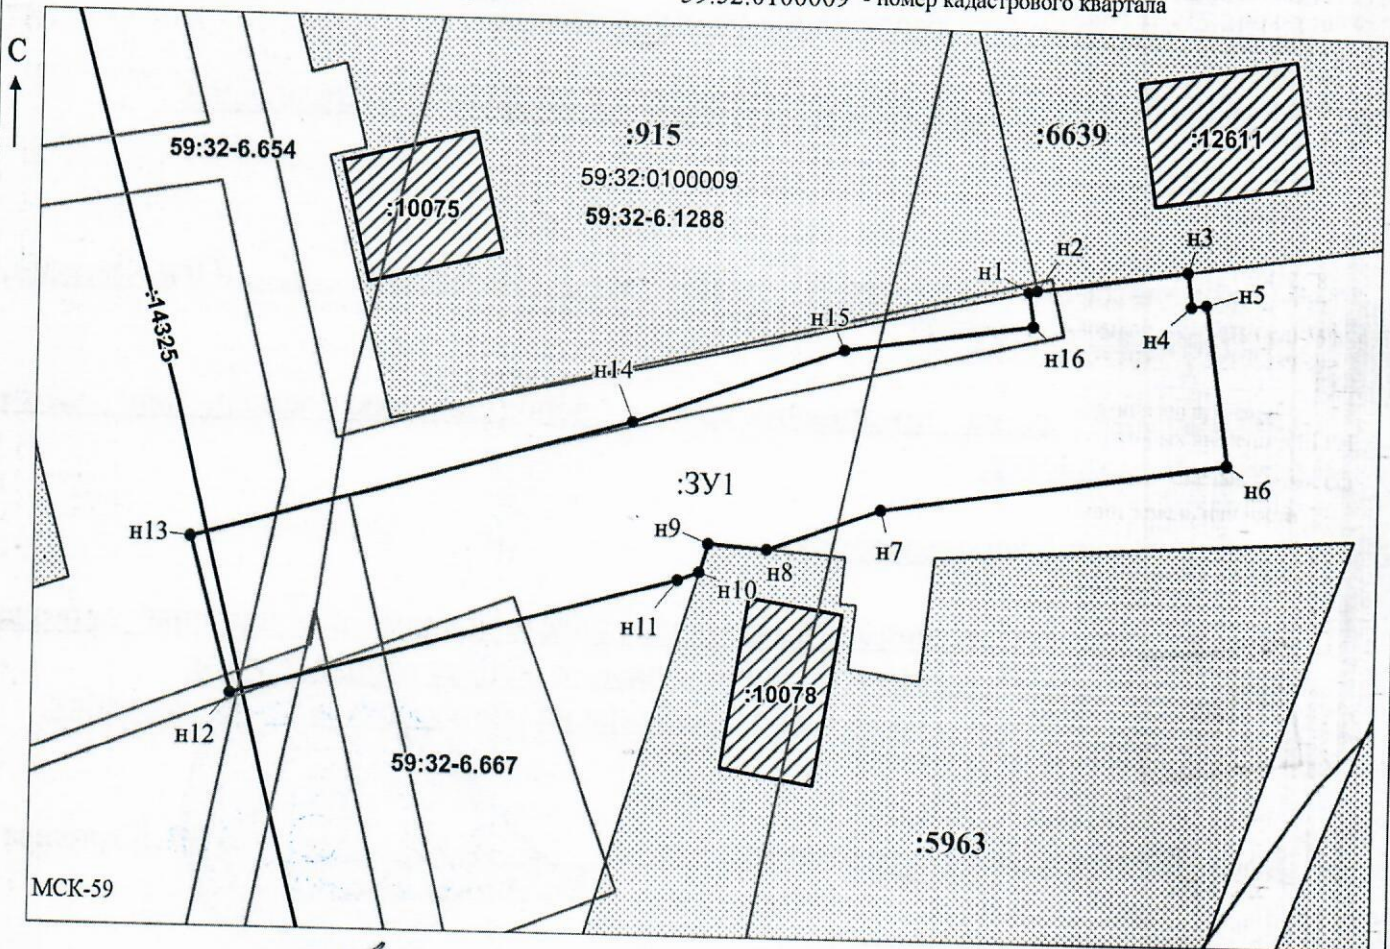 59:32:0100009 - номер кадастрового квартала
С
59:32-6.654
:915
:6639
:12611
59:32:0100009
:10075
59:32-6.1288
н3
н2
н1
н5
:14325
н15
н4
н16
н14
:ЗУ1
н6
н13
н9
н7
н8
н10
н11
:10078
н12
59:32-6.667
:5963
МСК-59